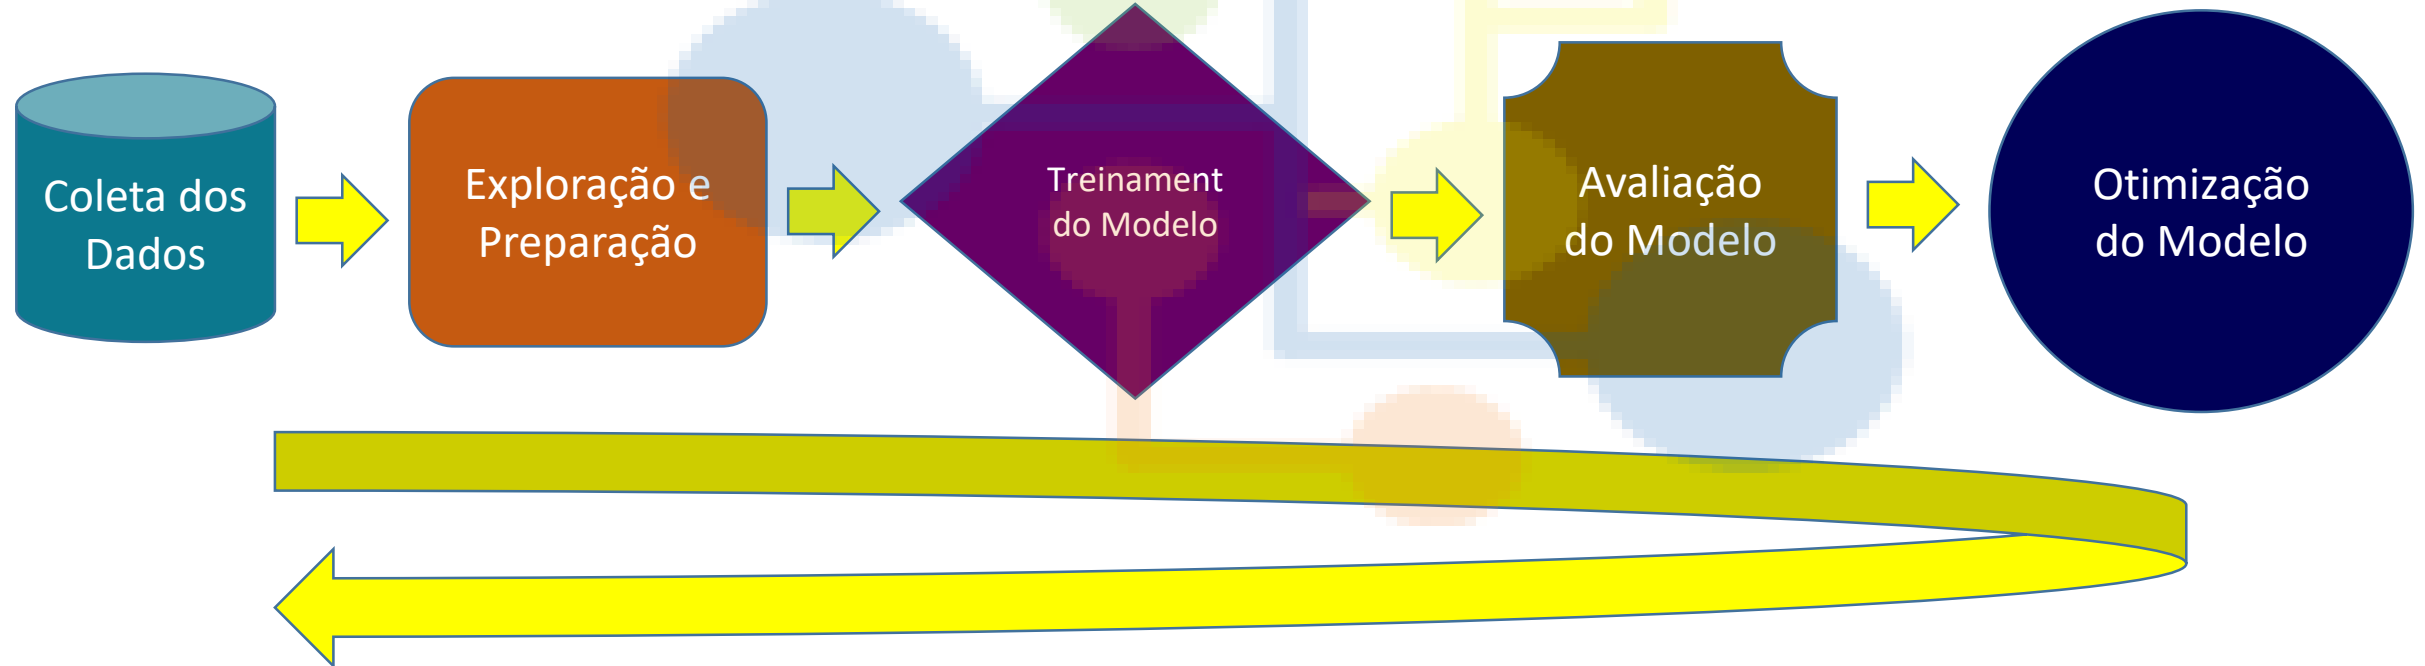 Coleta dos
Dados
Exploração e
Preparação
Treinament
do Modelo
Avaliação
do Modelo
Otimização
do Modelo